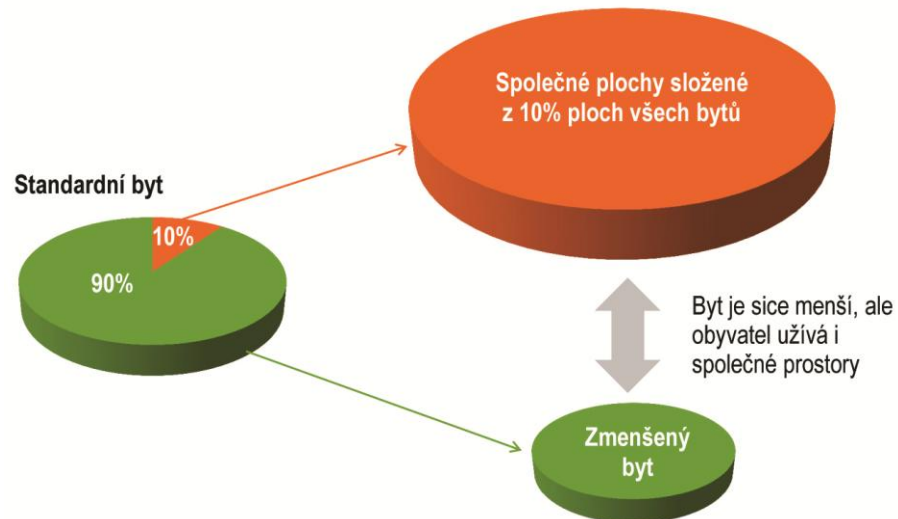 Společné plochy složené
z 10% ploch všech bytů
Standardní byt
10%
90%
Byt je sice menší, ale
obyvatel užívá i
společné prostory
Zmenšený
byt